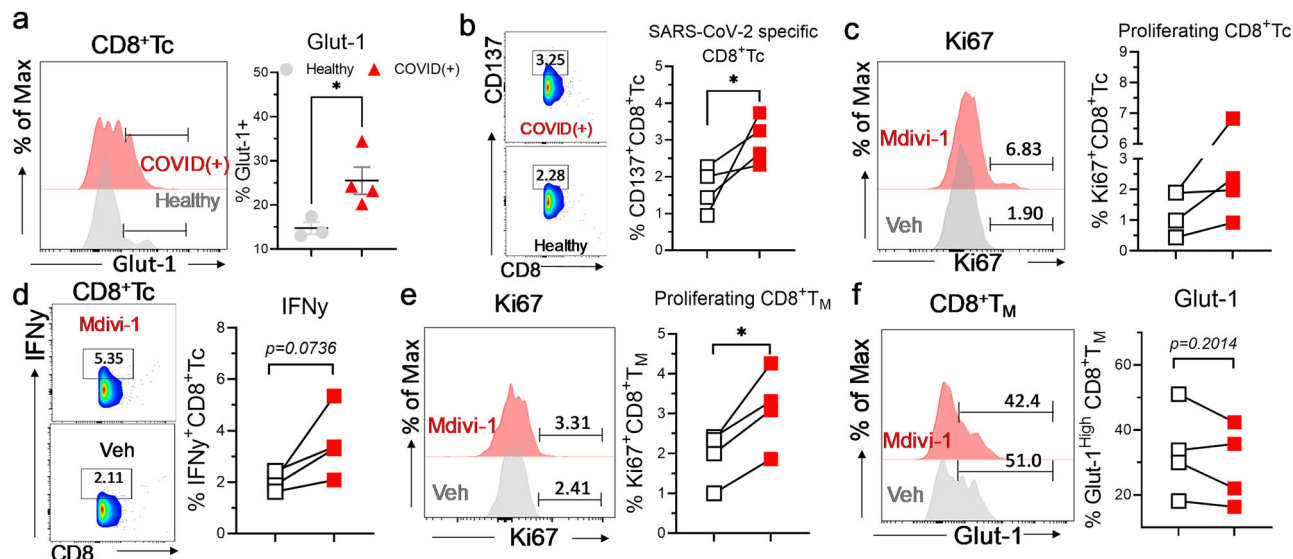 a
CD8⁺Tc
% of Max
COVID(+)
Healthy
Glut-1
Glut-1
Healthy
COVID(+)
*
% Glut-1+
50
40
30
20
10
b
CD137
3.25
COVID(+)
2.28
Healthy
CD8
SARS-CoV-2 specific
CD8⁺Tc
*
% CD137⁺CD8⁺Tc
5
4
3
2
1
0
c
Ki67
% of Max
Mdivi-1
6.83
Veh
1.90
Ki67
Proliferating CD8⁺Tc
% Ki67⁺CD8⁺Tc
9
8
7
6
5
2
1
0
d
CD8⁺Tc
IFNy
Mdivi-1
5.35
Veh
2.11
CD8
IFNy
p=0.0736
% IFNy⁺CD8⁺Tc
8
6
4
2
0
e
Ki67
% of Max
Mdivi-1
3.31
Veh
2.41
Ki67
Proliferating CD8⁺T_M
*
% Ki67⁺CD8⁺T_M
5
4
3
2
1
0
f
CD8⁺T_M
% of Max
Mdivi-1
42.4
51.0
Veh
Glut-1
Glut-1
p=0.2014
% Glut-1^High CD8⁺T_M
60
40
20